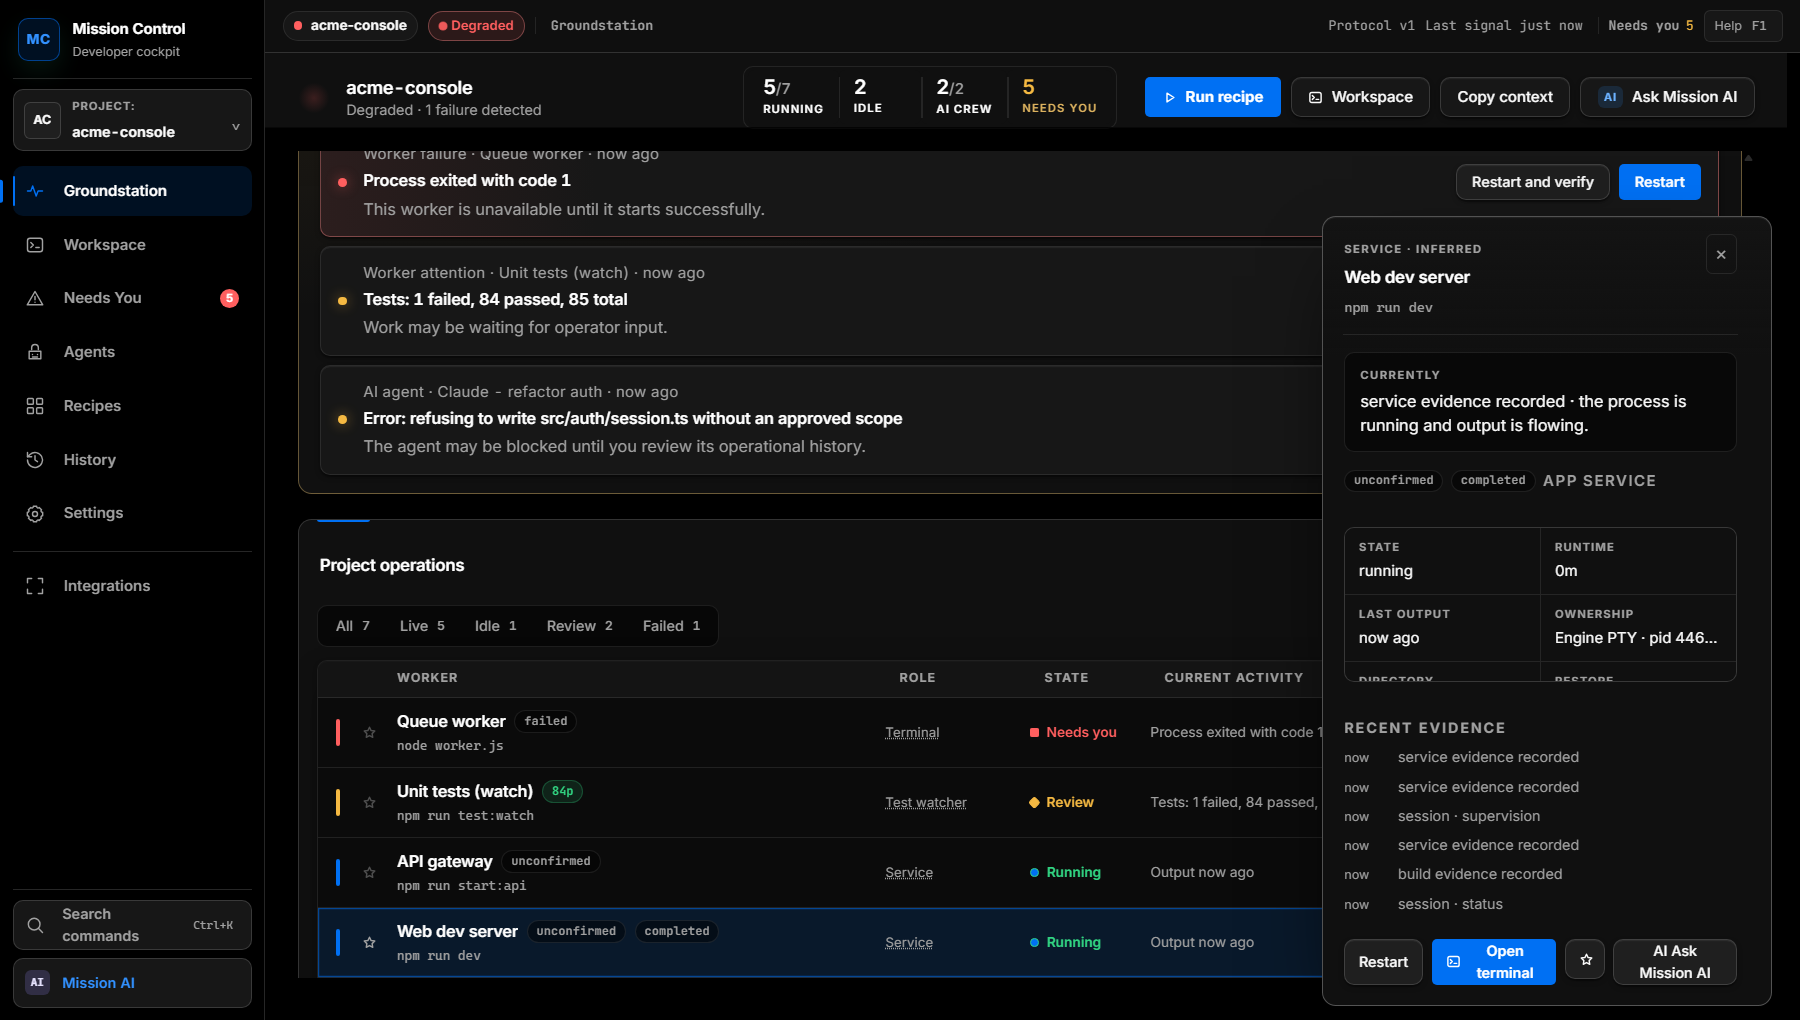 MC
Mission Control
Developer cockpit
PROJECT:
AC
acme-console
v
Groundstation
Workspace
Needs You 5
Agents
Recipes
History
Settings
Integrations
Search commands Ctrl+K
AI Mission AI
acme-console Degraded Groundstation
Protocol v1 Last signal just now Needs you 5 Help F1
acme-console
Degraded · 1 failure detected
5/7 RUNNING
2 IDLE
2/2 AI CREW
5 NEEDS YOU
Run recipe Workspace Copy context AI Ask Mission AI
Worker failure · Queue worker · now ago
Process exited with code 1
This worker is unavailable until it starts successfully.
Restart and verify Restart
Worker attention · Unit tests (watch) · now ago
Tests: 1 failed, 84 passed, 85 total
Work may be waiting for operator input.
AI agent · Claude - refactor auth · now ago
Error: refusing to write src/auth/session.ts without an approved scope
The agent may be blocked until you review its operational history.
Project operations
All 7 Live 5 Idle 1 Review 2 Failed 1
WORKER ROLE STATE CURRENT ACTIVITY
Queue worker failed
node worker.js
Terminal Needs you Process exited with code 1
Unit tests (watch) 84p
npm run test:watch
Test watcher Review Tests: 1 failed, 84 passed,
API gateway unconfirmed
npm run start:api
Service Running Output now ago
Web dev server unconfirmed completed
npm run dev
Service Running Output now ago
SERVICE · INFERRED
Web dev server
npm run dev
CURRENTLY
service evidence recorded · the process is
running and output is flowing.
unconfirmed completed APP SERVICE
STATE
running
RUNTIME
0m
LAST OUTPUT
now ago
OWNERSHIP
Engine PTY · pid 446...
DIRECTORY RESTORE
RECENT EVIDENCE
now service evidence recorded
now service evidence recorded
now session · supervision
now service evidence recorded
now build evidence recorded
now session · status
Restart
Open
terminal
AI Ask
Mission AI